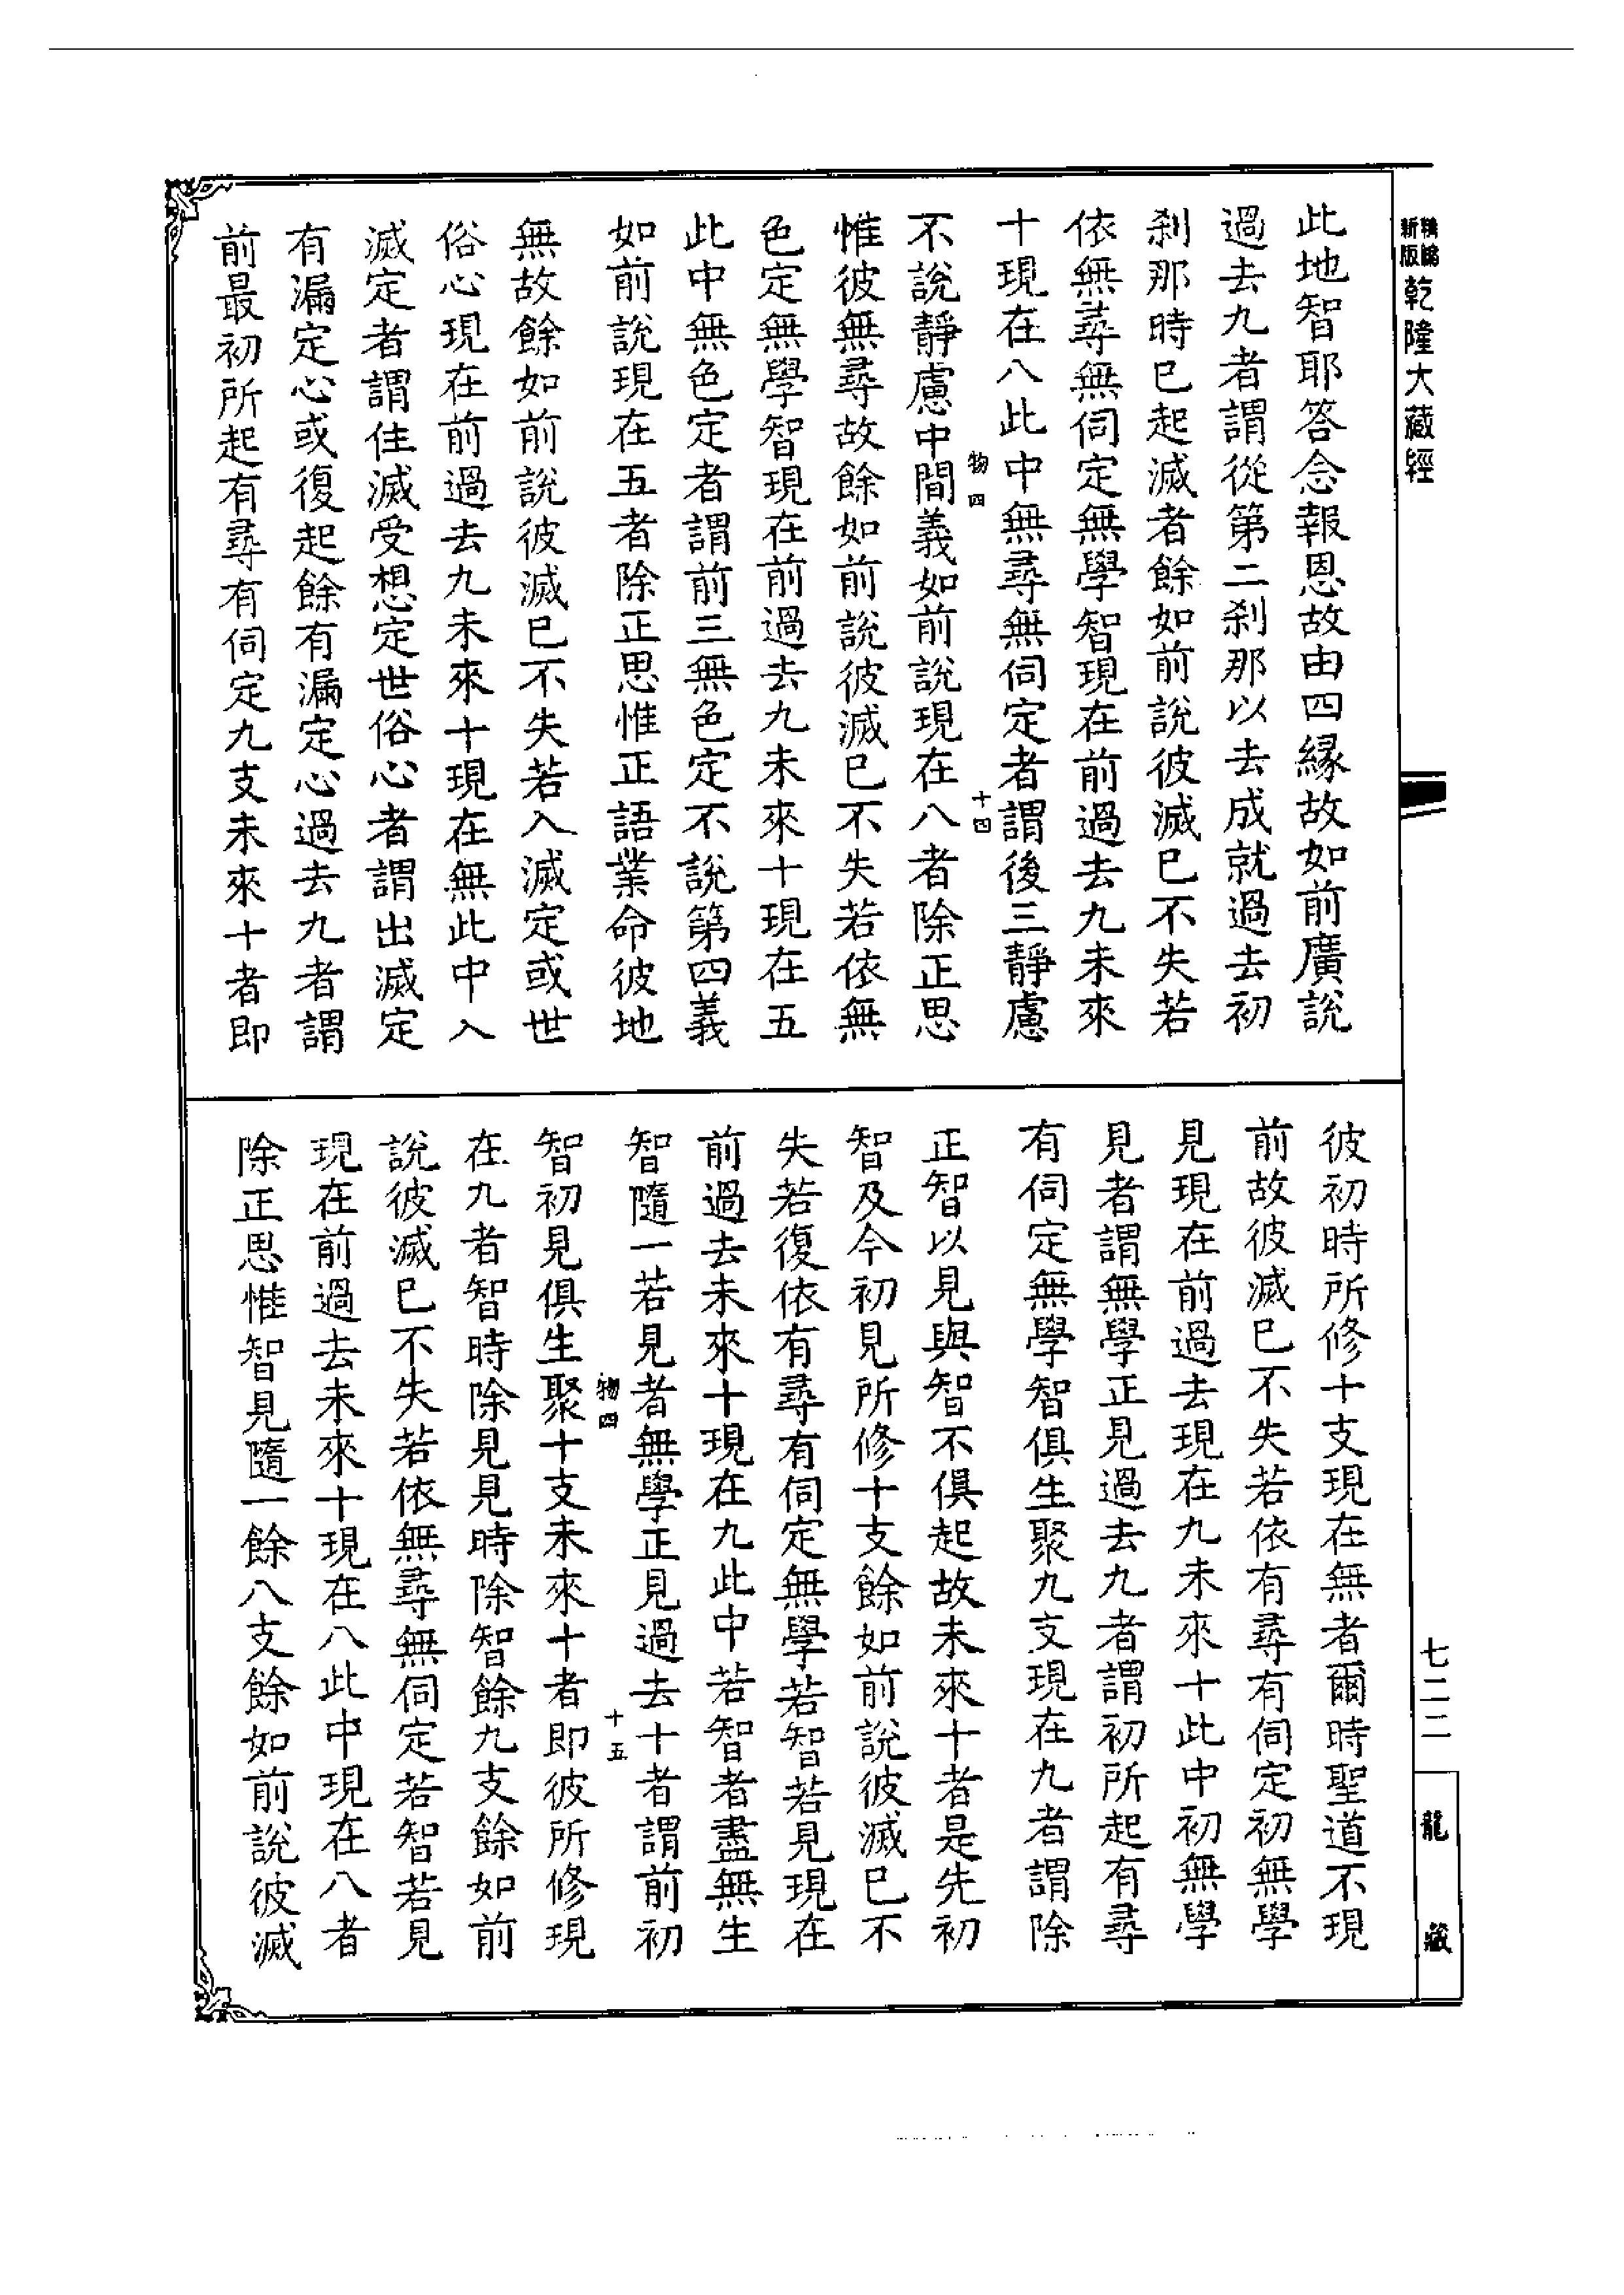 新版精編 乾隆大藏經
此地智耶答念報恩故由四緣故如前廣說
過去九者謂從第二刹那以去成就過去初
刹那時已起滅者餘如前說彼滅已不失若
依無尋無伺定無學智現在前過去九未來
十現在八此中無尋無伺定者謂後三靜慮
物四 十四
不說靜慮中間義如前說現在八者除正思
惟彼無尋故餘如前說彼滅已不失若依無
色定無學智現在前過去九未來十現在五
此中無色定者謂前三無色定不說第四義
如前說現在五者除正思惟正語業命彼地
無故餘如前說彼滅已不失若入滅定或世
俗心現在前過去九未來十現在無此中入
滅定者謂住滅受想定世俗心者謂出滅定
有漏定心或復起餘有漏定心過去九者謂
前最初所起有尋有伺定九支未來十者即
彼初時所修十支現在無者爾時聖道不現
前故彼滅已不失若依有尋有伺定初無學
見現在前過去現在九未來十此中初無學
見者謂無學正見過去九者謂初所起有尋
有伺定無學智俱生聚九支現在九者謂除
正智以見與智不俱起故未來十者是先初
智及今初見所修十支餘如前說彼滅已不
失若復依有尋有伺定無學若智若見現在
前過去未來十現在九此中若智者盡無生
智隨一若見者無學正見過去十者謂前初
物四 十五
智初見俱生聚十支未來十者即彼所修現
在九者智時除見見時除智餘九支餘如前
說彼滅已不失若依無尋無伺定若智若見
現在前過去未來十現在八此中現在八者
除正思惟智見隨一餘八支餘如前說彼滅
七二二
龍藏